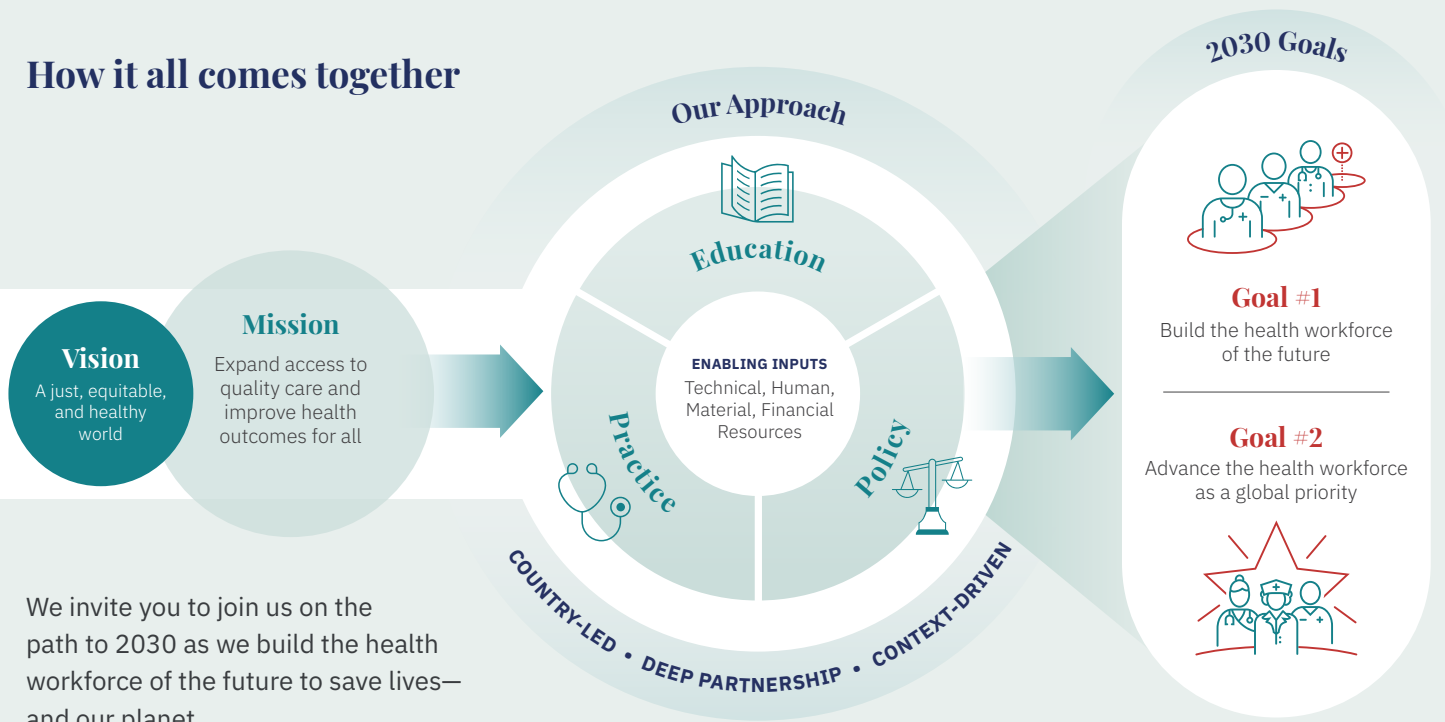 How it all comes together
Vision
A just, equitable,
and healthy
world
Mission
Expand access to
quality care and
improve health
outcomes for all
Our Approach
Education
Practice
Policy
ENABLING INPUTS
Technical, Human,
Material, Financial
Resources
COUNTRY-LED • DEEP PARTNERSHIP • CONTEXT-DRIVEN
2030 Goals
Goal #1
Build the health workforce
of the future
Goal #2
Advance the health workforce
as a global priority
We invite you to join us on the
path to 2030 as we build the health
workforce of the future to save lives—
and our planet